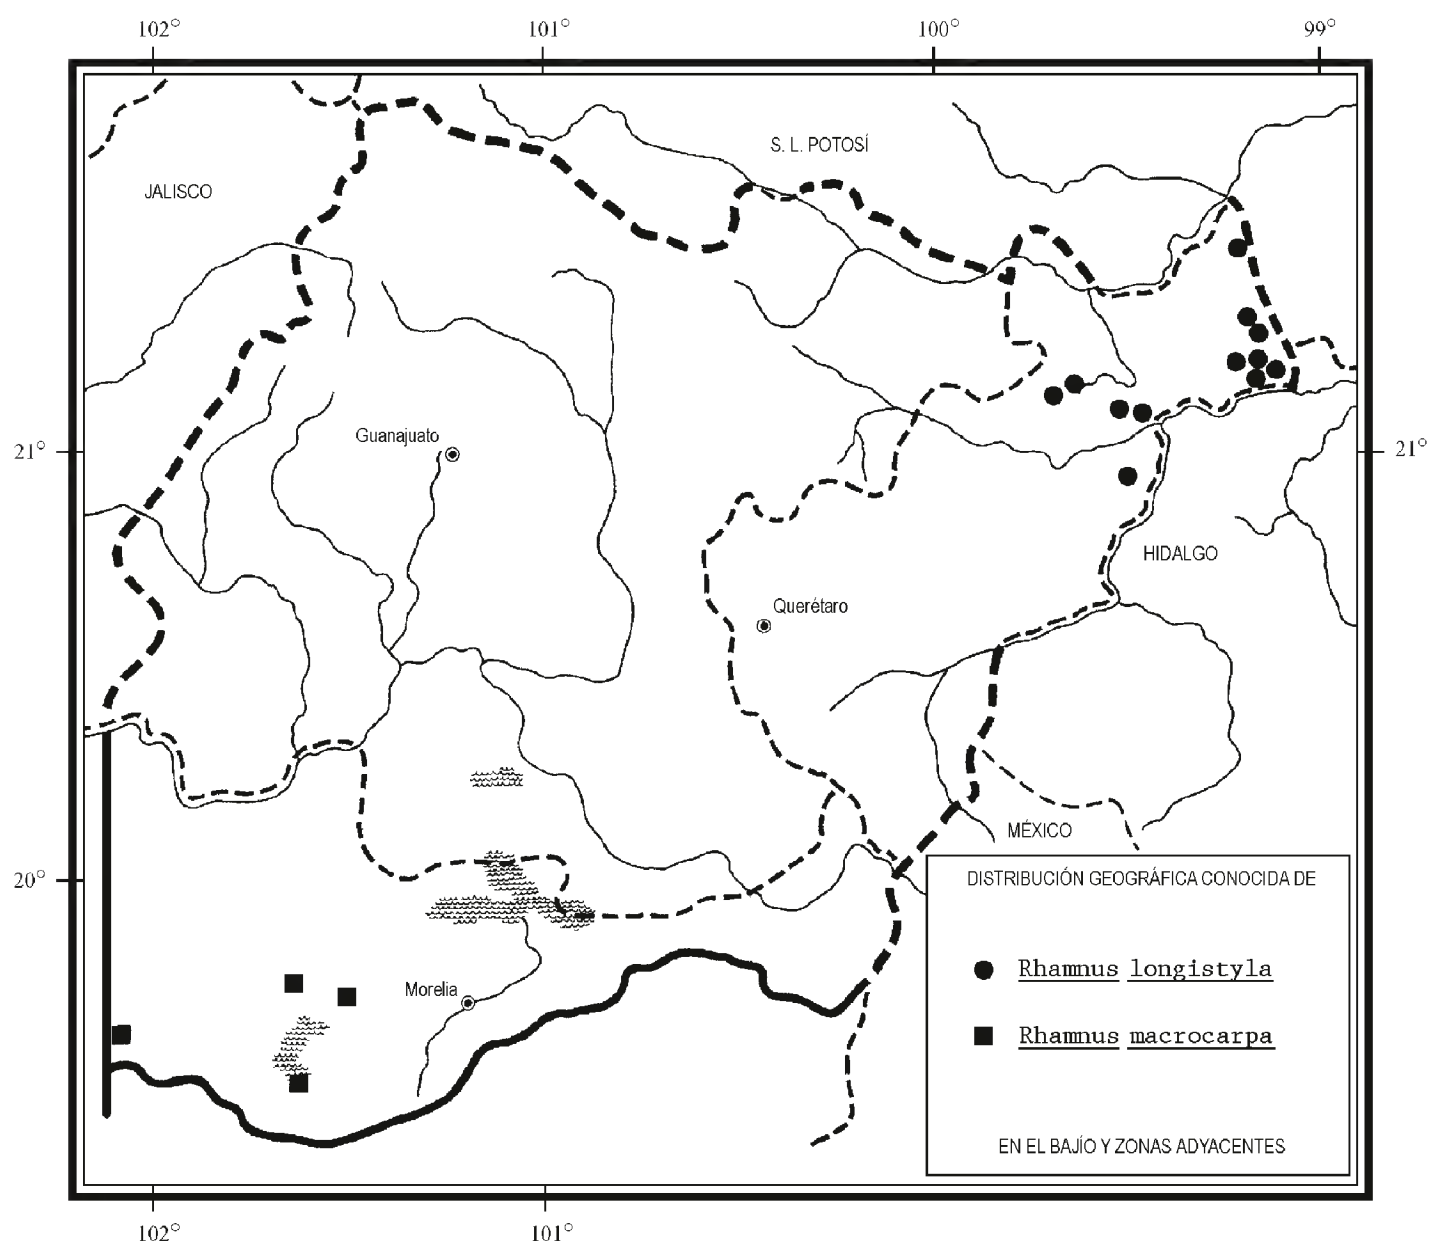 102° 101° 100° 99°
S. L. POTOSÍ
JALISCO
Guanajuato
21° 21°
HIDALGO
Querétaro
MÉXICO
20°
DISTRIBUCIÓN GEOGRÁFICA CONOCIDA DE
Rhamnus longistyla
Morelia
Rhamnus macrocarpa
EN EL BAJÍO Y ZONAS ADYACENTES
102° 101°